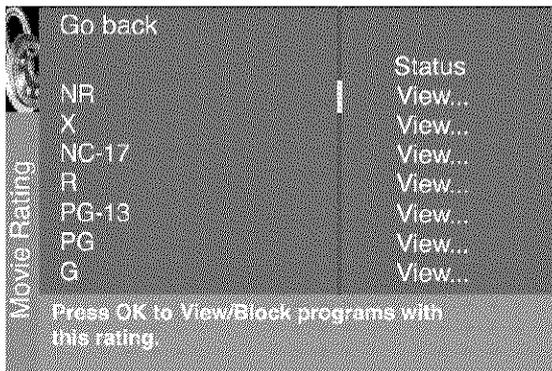 Go back
Status
NR View...
X View...
NC-17 View...
R View...
PG-13 View...
PG View...
G View...
Movie Rating
Press OK to View/Block programs with
this rating.